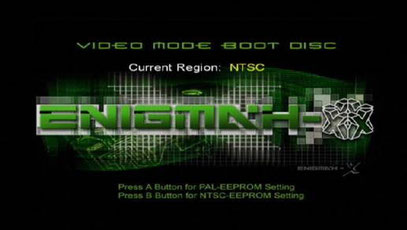 VIDEO MODE BOOT DISC
Current Region: NTSC
ENIGMAH-X
ENIGMAH-X
Press A Button for PAL-EEPROM Setting
Press B Button for NTSC-EEPROM Setting